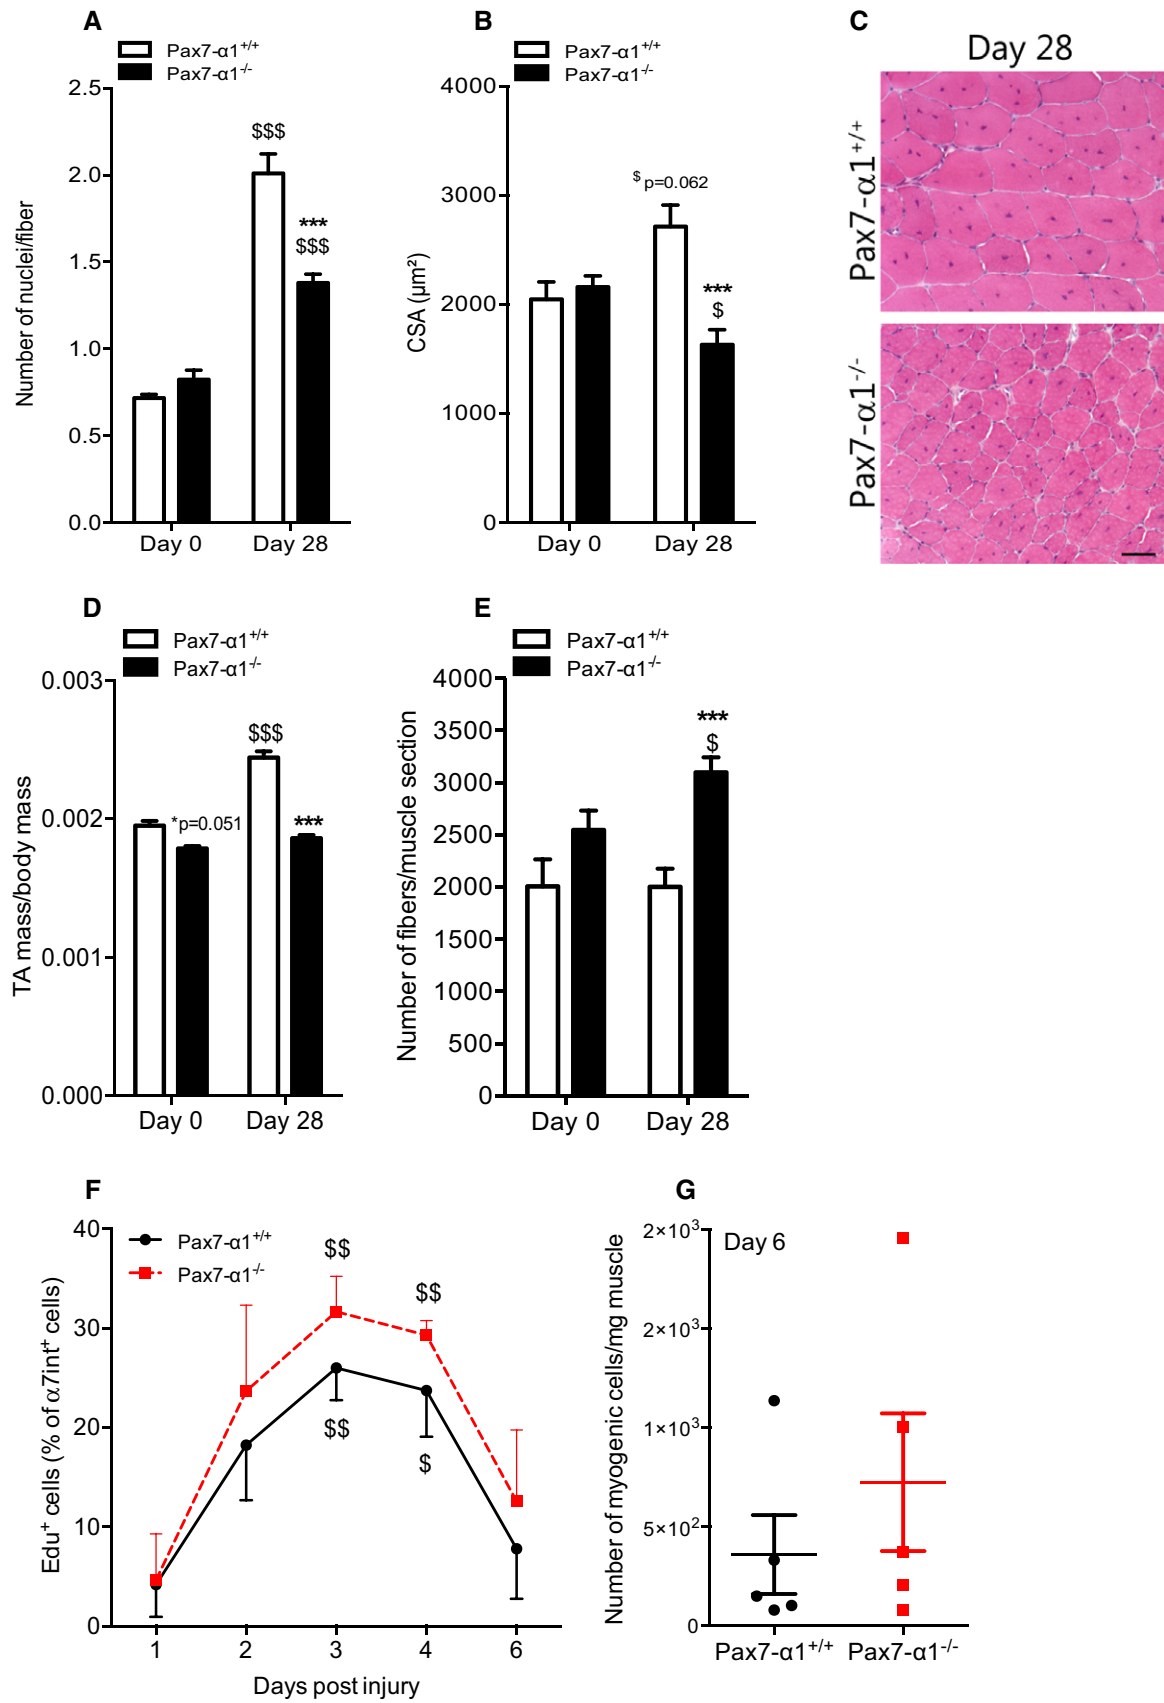 A
Pax7-α1+/+
Pax7-α1-/-
Number of nuclei/fiber
2.5
2.0
1.5
1.0
0.5
0.0
$$$
***
$$$
Day 0
Day 28
B
Pax7-α1+/+
Pax7-α1-/-
CSA (µm²)
4000
3000
2000
1000
0
$ p=0.062
***
$
Day 0
Day 28
C
Day 28
Pax7-α1+/+
Pax7-α1-/-
D
Pax7-α1+/+
Pax7-α1-/-
TA mass/body mass
0.003
0.002
0.001
0.000
*p=0.051
$$$
***
Day 0
Day 28
E
Pax7-α1+/+
Pax7-α1-/-
Number of fibers/muscle section
4000
3500
3000
2500
2000
1500
1000
500
0
***
$
Day 0
Day 28
F
Pax7-α1+/+
Pax7-α1-/-
Edu+ cells (% of α7int+ cells)
40
30
20
10
0
$$
$$
$$
$
1
2
3
4
6
Days post injury
G
Day 6
Number of myogenic cells/mg muscle
2×10³
2×10³
1×10³
5×10²
0
Pax7-α1+/+
Pax7-α1-/-